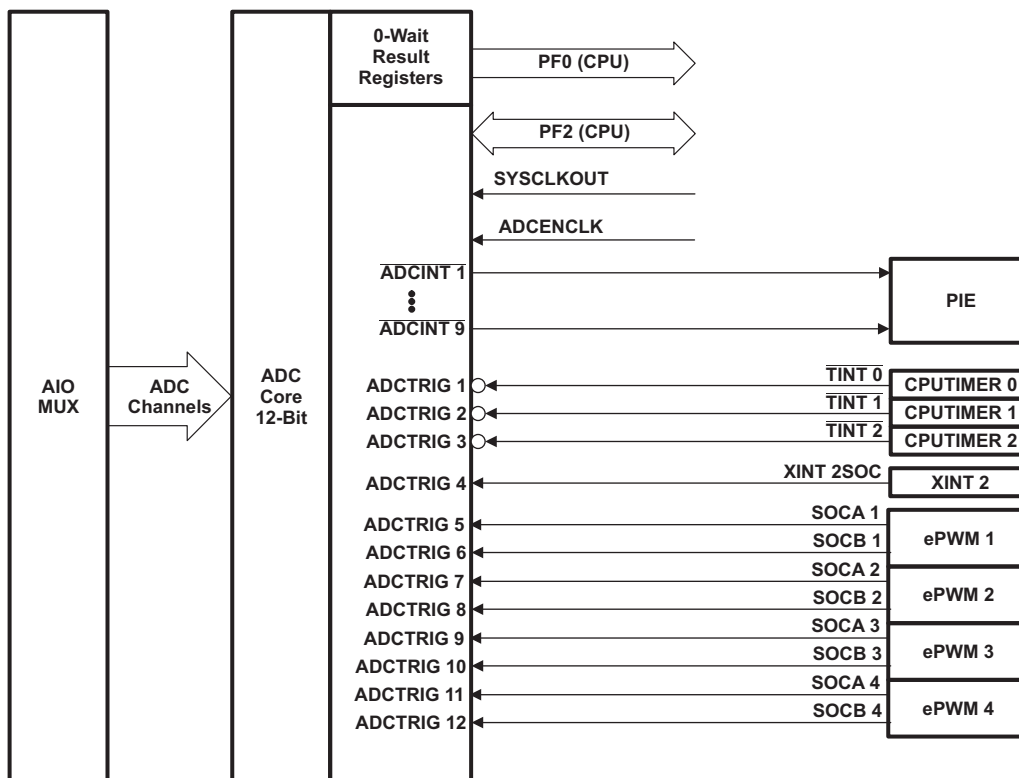 0-Wait
Result
Registers
PF0 (CPU)
PF2 (CPU)
SYSCLKOUT
ADCENCLK
ADCINT 1
PIE
ADCINT 9
AIO
MUX
ADC
Channels
ADC
Core
12-Bit
ADCTRIG 1
TINT 0
CPUTIMER 0
ADCTRIG 2
TINT 1
CPUTIMER 1
ADCTRIG 3
TINT 2
CPUTIMER 2
ADCTRIG 4
XINT 2SOC
XINT 2
ADCTRIG 5
SOCA 1
ePWM 1
ADCTRIG 6
SOCB 1
ADCTRIG 7
SOCA 2
ePWM 2
ADCTRIG 8
SOCB 2
ADCTRIG 9
SOCA 3
ePWM 3
ADCTRIG 10
SOCB 3
ADCTRIG 11
SOCA 4
ePWM 4
ADCTRIG 12
SOCB 4